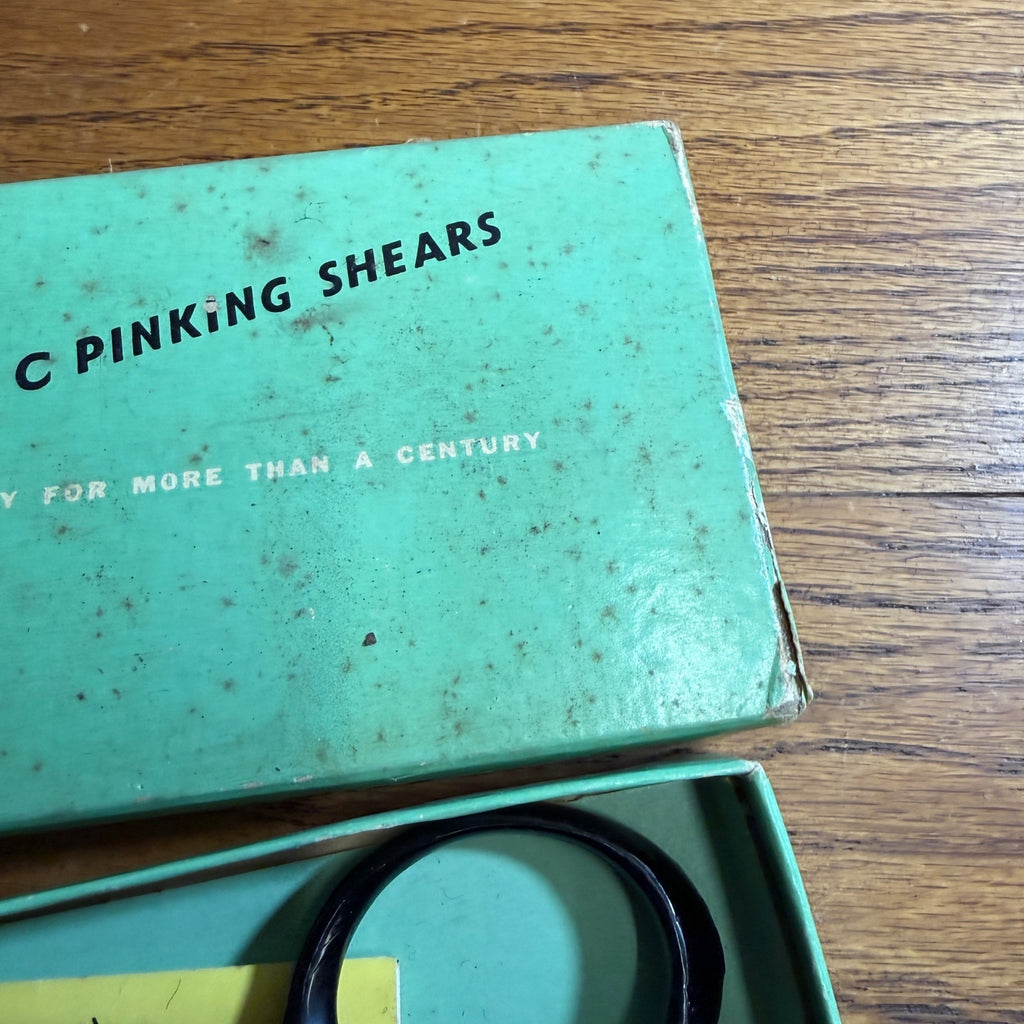 C PINKING SHEARS
Y FOR MORE THAN A CENTURY